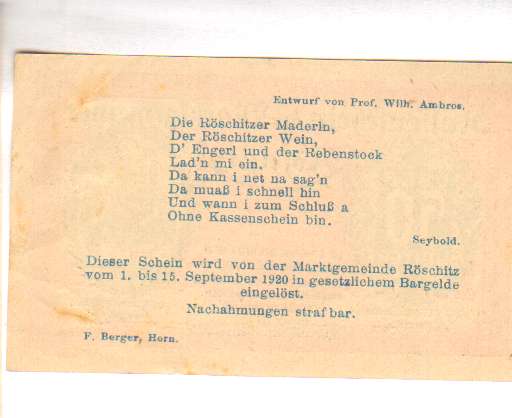 Entwurf von Prof. Wilh. Ambros.
Die Röschitzer Maderln,
Der Röschitzer Wein,
D' Engerl und der Rebenstock
Lad'n mi ein.
Da kann i net na sag'n
Da muaß i schnell hin
Und wann i zum Schluß a
Ohne Kassenschein bin.
Seybold.
Dieser Schein wird von der Marktgemeinde Röschitz
vom 1. bis 15. September 1920 in gesetzlichem Bargelde
eingelöst.
Nachahmungen strafbar.
F. Berger, Horn.